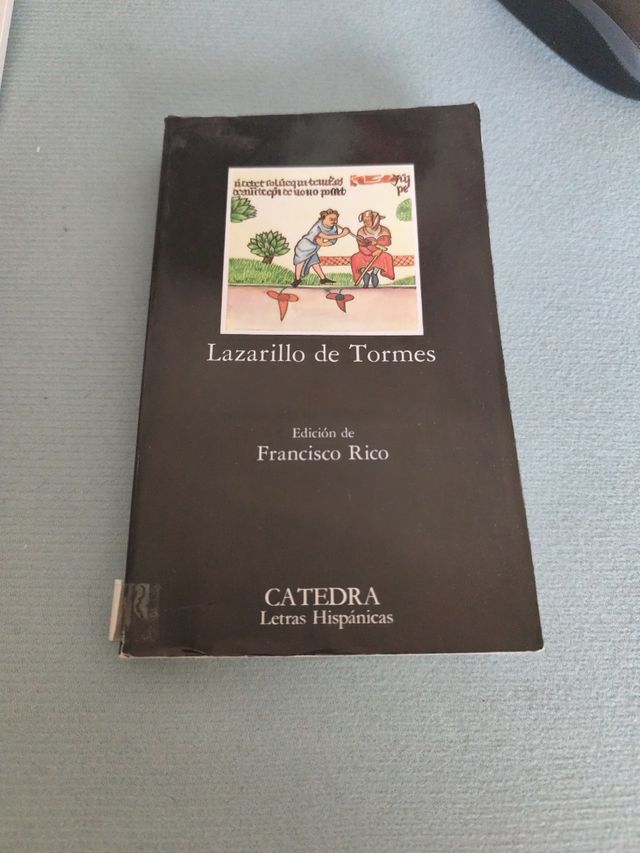 Lazarillo de Tormes
Edición de
Francisco Rico
CATEDRA
Letras Hispánicas